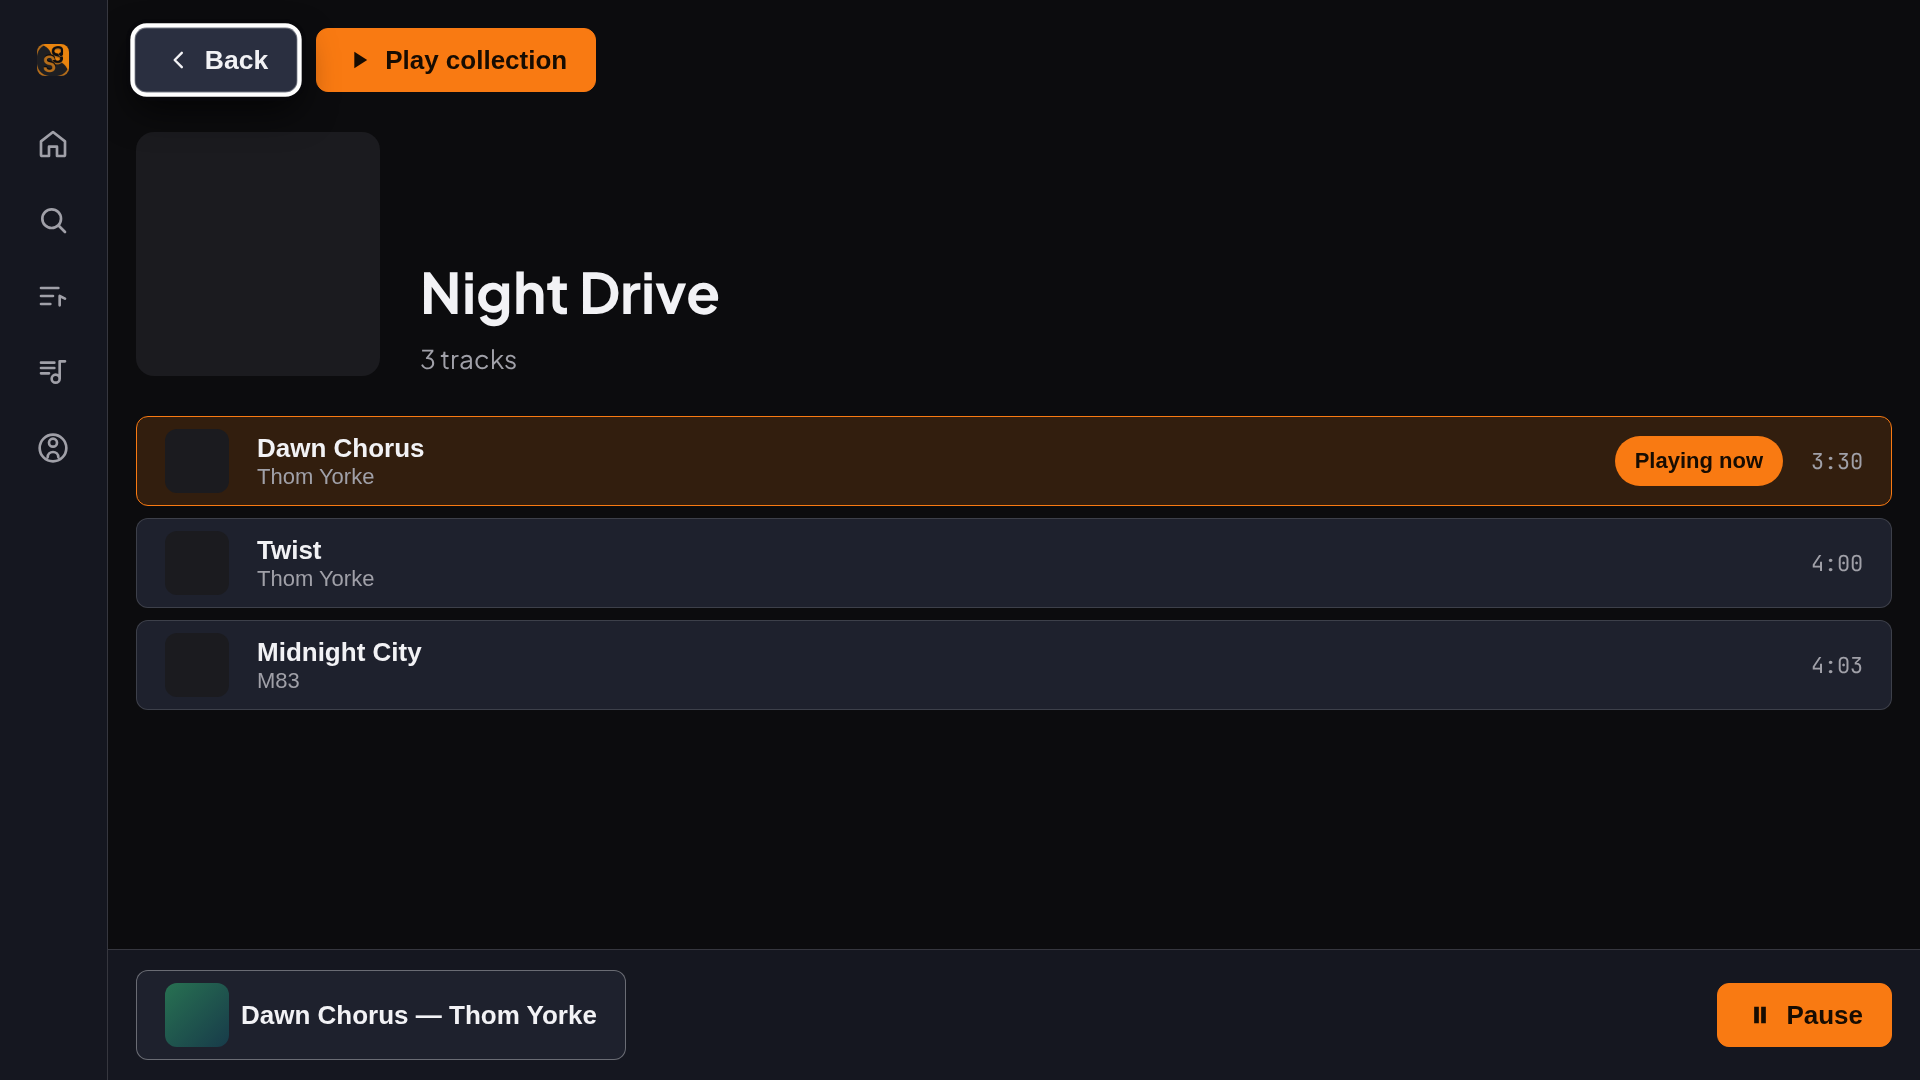 S8
Back
Play collection
Night Drive
3 tracks
Dawn Chorus
Thom Yorke
Playing now
3:30
Twist
Thom Yorke
4:00
Midnight City
M83
4:03
Dawn Chorus — Thom Yorke
Pause